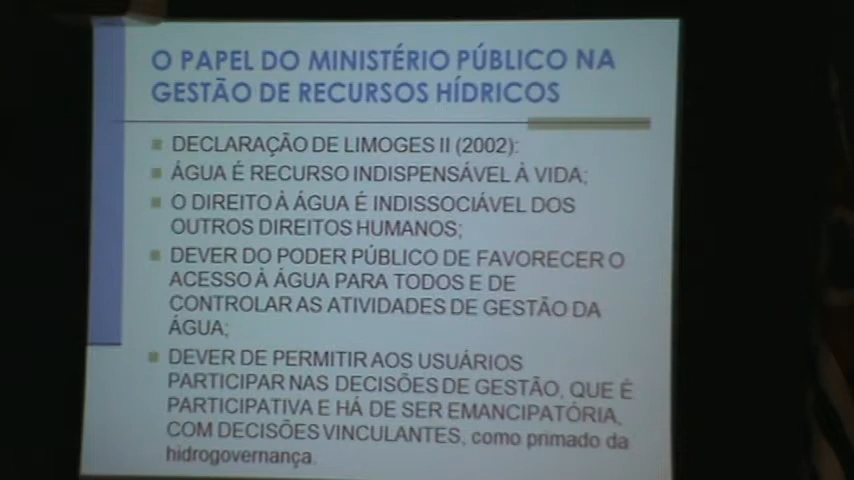 O PAPEL DO MINISTÉRIO PÚBLICO NA
GESTÃO DE RECURSOS HÍDRICOS
DECLARAÇÃO DE LIMOGES II (2002):
ÁGUA É RECURSO INDISPENSÁVEL À VIDA;
O DIREITO À ÁGUA É INDISSOCIÁVEL DOS
OUTROS DIREITOS HUMANOS;
DEVER DO PODER PÚBLICO DE FAVORECER O
ACESSO À ÁGUA PARA TODOS E DE
CONTROLAR AS ATIVIDADES DE GESTÃO DA
ÁGUA;
DEVER DE PERMITIR AOS USUÁRIOS
PARTICIPAR NAS DECISÕES DE GESTÃO, QUE É
PARTICIPATIVA E HÁ DE SER EMANCIPATÓRIA,
COM DECISÕES VINCULANTES, como primado da
hidrogovernança.